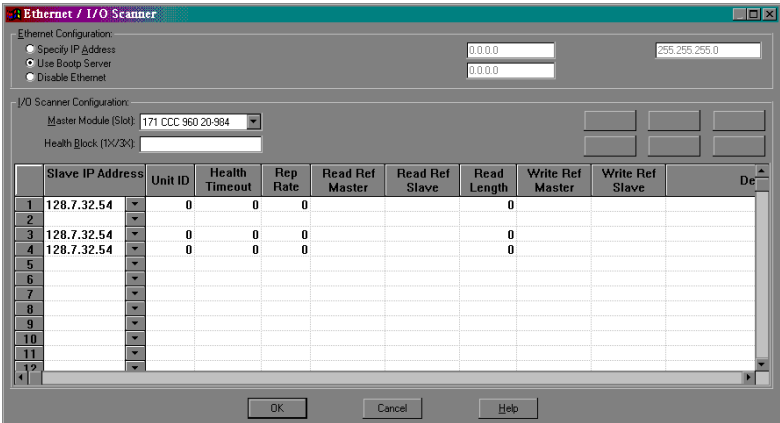 Ethernet / I/O Scanner
Ethernet Configuration:
Specify IP Address
0.0.0.0
255.255.255.0
Use Bootp Server
0.0.0.0
Disable Ethernet
I/O Scanner Configuration:
Master Module (Slot): 171 CCC 960 20-984
Health Block (1X/3X):
Slave IP Address Unit ID Health Timeout Rep Rate Read Ref Master Read Ref Slave Read Length Write Ref Master Write Ref Slave De
1 128.7.32.54 0 0 0 0
2
3 128.7.32.54 0 0 0 0
4 128.7.32.54 0 0 0 0
5
6
7
8
9
10
11
12
OK Cancel Help